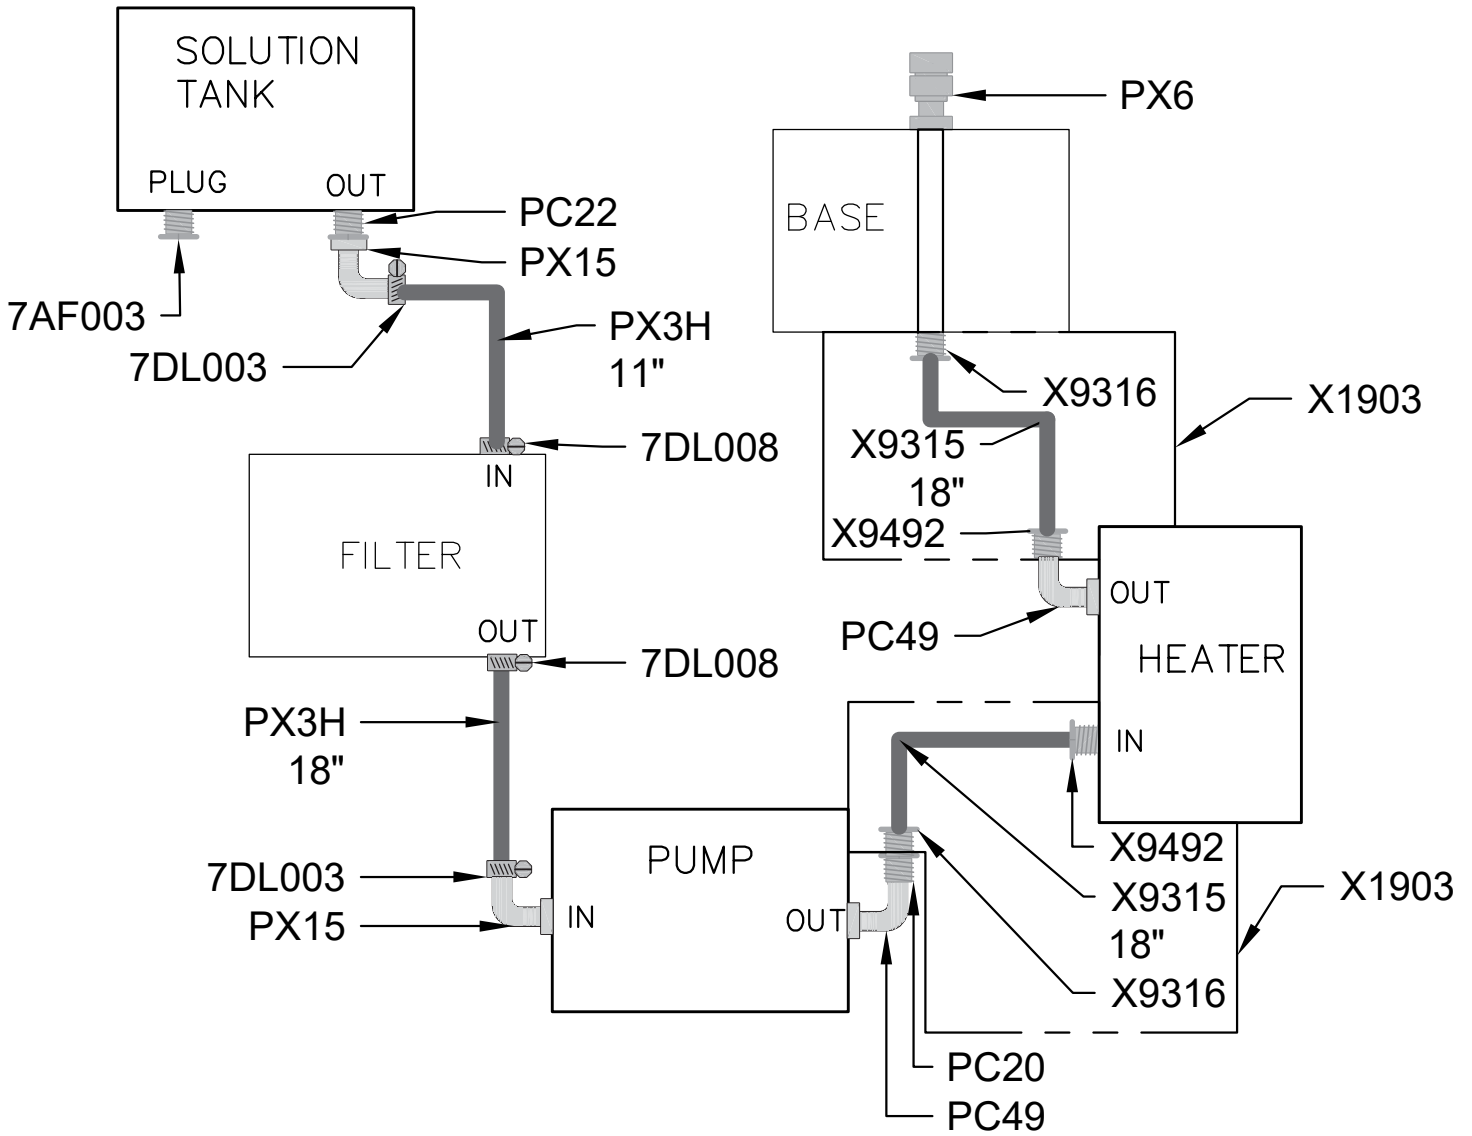 SOLUTION
TANK
PLUG
OUT
PC22
PX15
7AF003
7DL003
PX3H
11"
7DL008
IN
FILTER
OUT
7DL008
PX3H
18"
7DL003
PX15
IN
PUMP
OUT
PX6
BASE
X9316
X1903
X9315
18"
X9492
OUT
PC49
HEATER
IN
X9492
X9315
18"
X1903
X9316
PC20
PC49